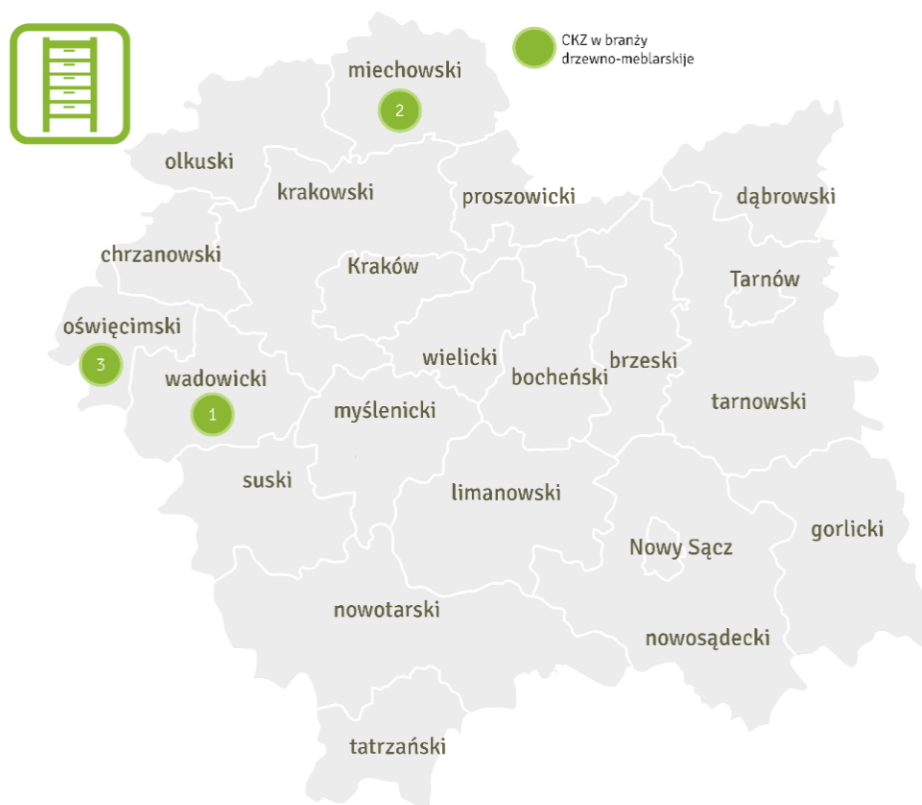 CKZ w branży
drzewno-meblarskije
miechowski
2
olkuski
krakowski
proszowicki
dąbrowski
chrzanowski
Kraków
Tarnów
oświęcimski
3
wadowicki
1
wielicki
bocheński
brzeski
myślenicki
tarnowski
suski
limanowski
gorlicki
Nowy Sącz
nowotarski
nowosądecki
tatrzański